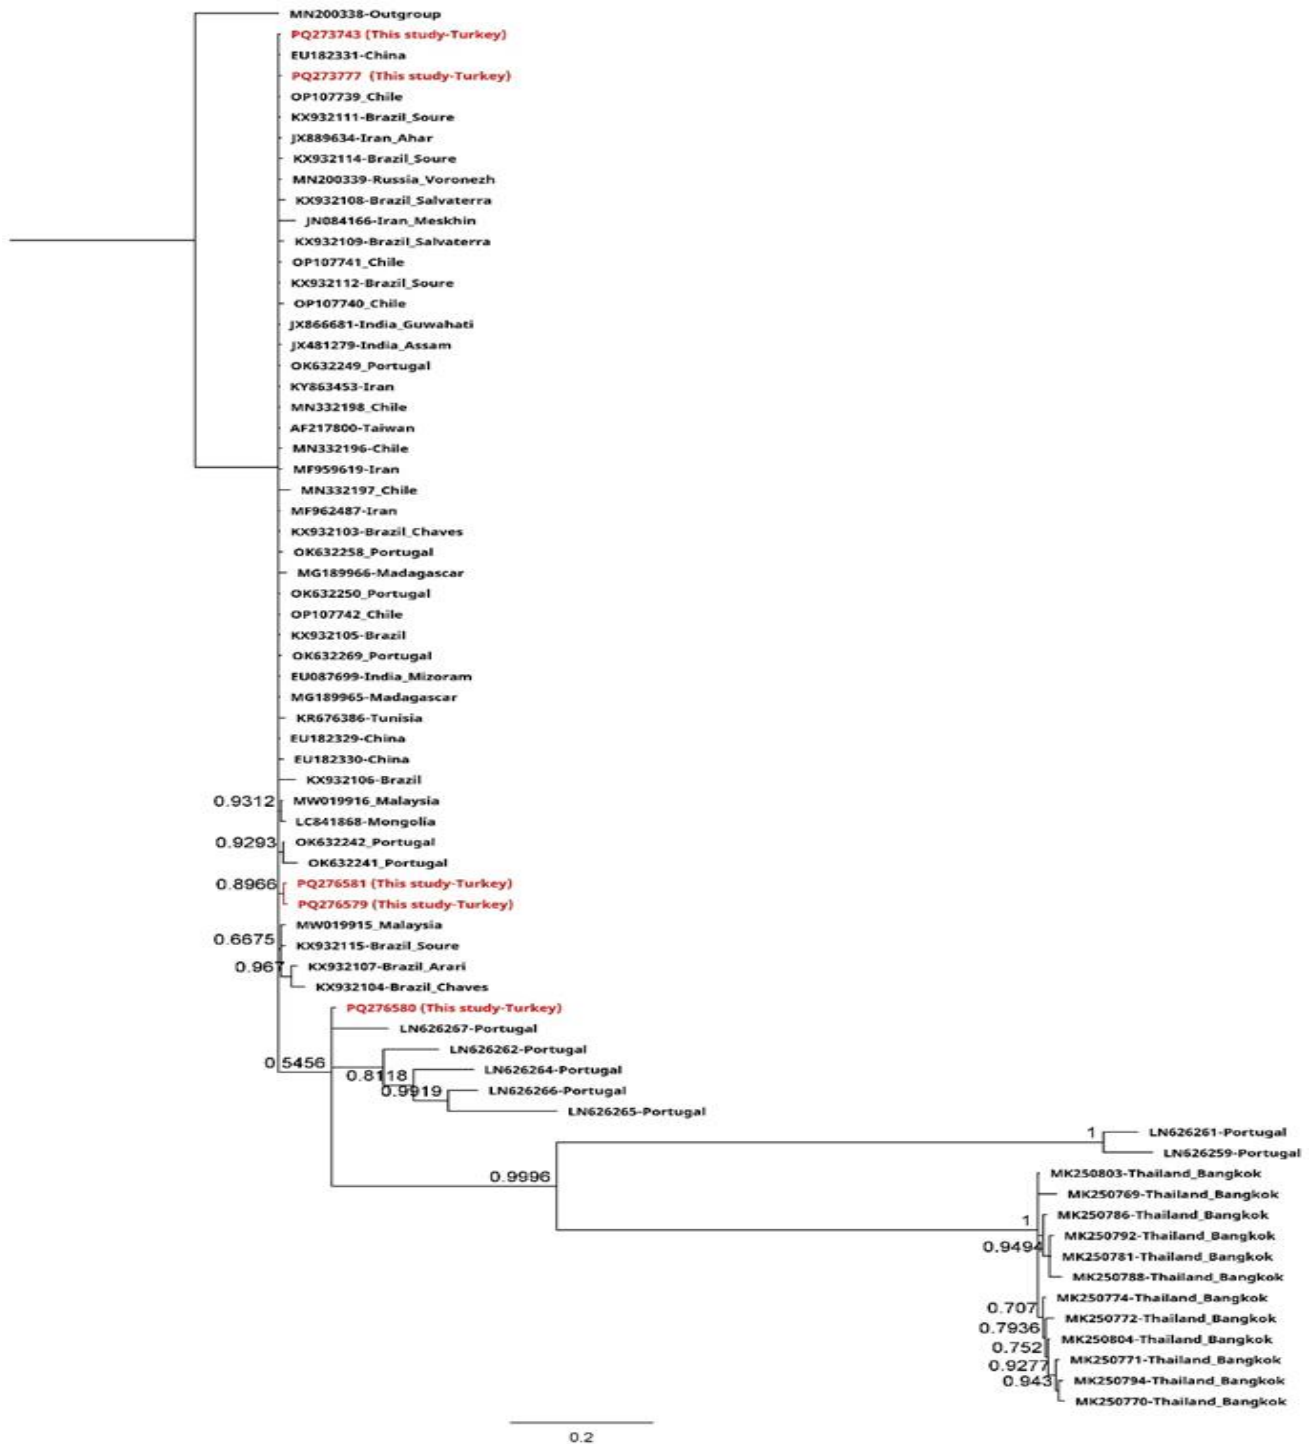 MN200338-Outgroup
PQ273743 (This study-Turkey)
EU182331-China
PQ273777 (This study-Turkey)
OP107739_Chile
KX932111-Brazil_Soure
JX889634-Iran_Ahar
KX932114-Brazil_Soure
MN200339-Russia_Voronezh
KX932108-Brazil_Salvaterra
JN084166-Iran_Meskhin
KX932109-Brazil_Salvaterra
OP107741_Chile
KX932112-Brazil_Soure
OP107740_Chile
JX866681-India_Guwahati
JX481279-India_Assam
OK632249_Portugal
KY863453-Iran
MN332198_Chile
AF217800-Taiwan
MN332196-Chile
MF959619-Iran
MN332197_Chile
MF962487-Iran
KX932103-Brazil_Chaves
OK632258_Portugal
MG189966-Madagascar
OK632250_Portugal
OP107742_Chile
KX932105-Brazil
OK632269_Portugal
EU087699-India_Mizoram
MG189965-Madagascar
KR676386-Tunisia
EU182329-China
EU182330-China
KX932106-Brazil
0.9312 MW019916_Malaysia
LC841868-Mongolia
0.9293 OK632242_Portugal
OK632241_Portugal
0.8966 PQ276581 (This study-Turkey)
PQ276579 (This study-Turkey)
MW019915_Malaysia
0.6675 KX932115-Brazil_Soure
0.967 KX932107-Brazil_Arari
KX932104-Brazil_Chaves
PQ276580 (This study-Turkey)
LN626267-Portugal
LN626262-Portugal
0.5456
0.8118 LN626264-Portugal
0.9919 LN626266-Portugal
LN626265-Portugal
1 LN626261-Portugal
LN626259-Portugal
0.9996
MK250803-Thailand_Bangkok
MK250769-Thailand_Bangkok
1 MK250786-Thailand_Bangkok
MK250792-Thailand_Bangkok
0.9494 MK250781-Thailand_Bangkok
MK250788-Thailand_Bangkok
MK250774-Thailand_Bangkok
0.707 MK250772-Thailand_Bangkok
0.7936
0.752 MK250804-Thailand_Bangkok
0.9277 MK250771-Thailand_Bangkok
0.943 MK250794-Thailand_Bangkok
MK250770-Thailand_Bangkok
0.2